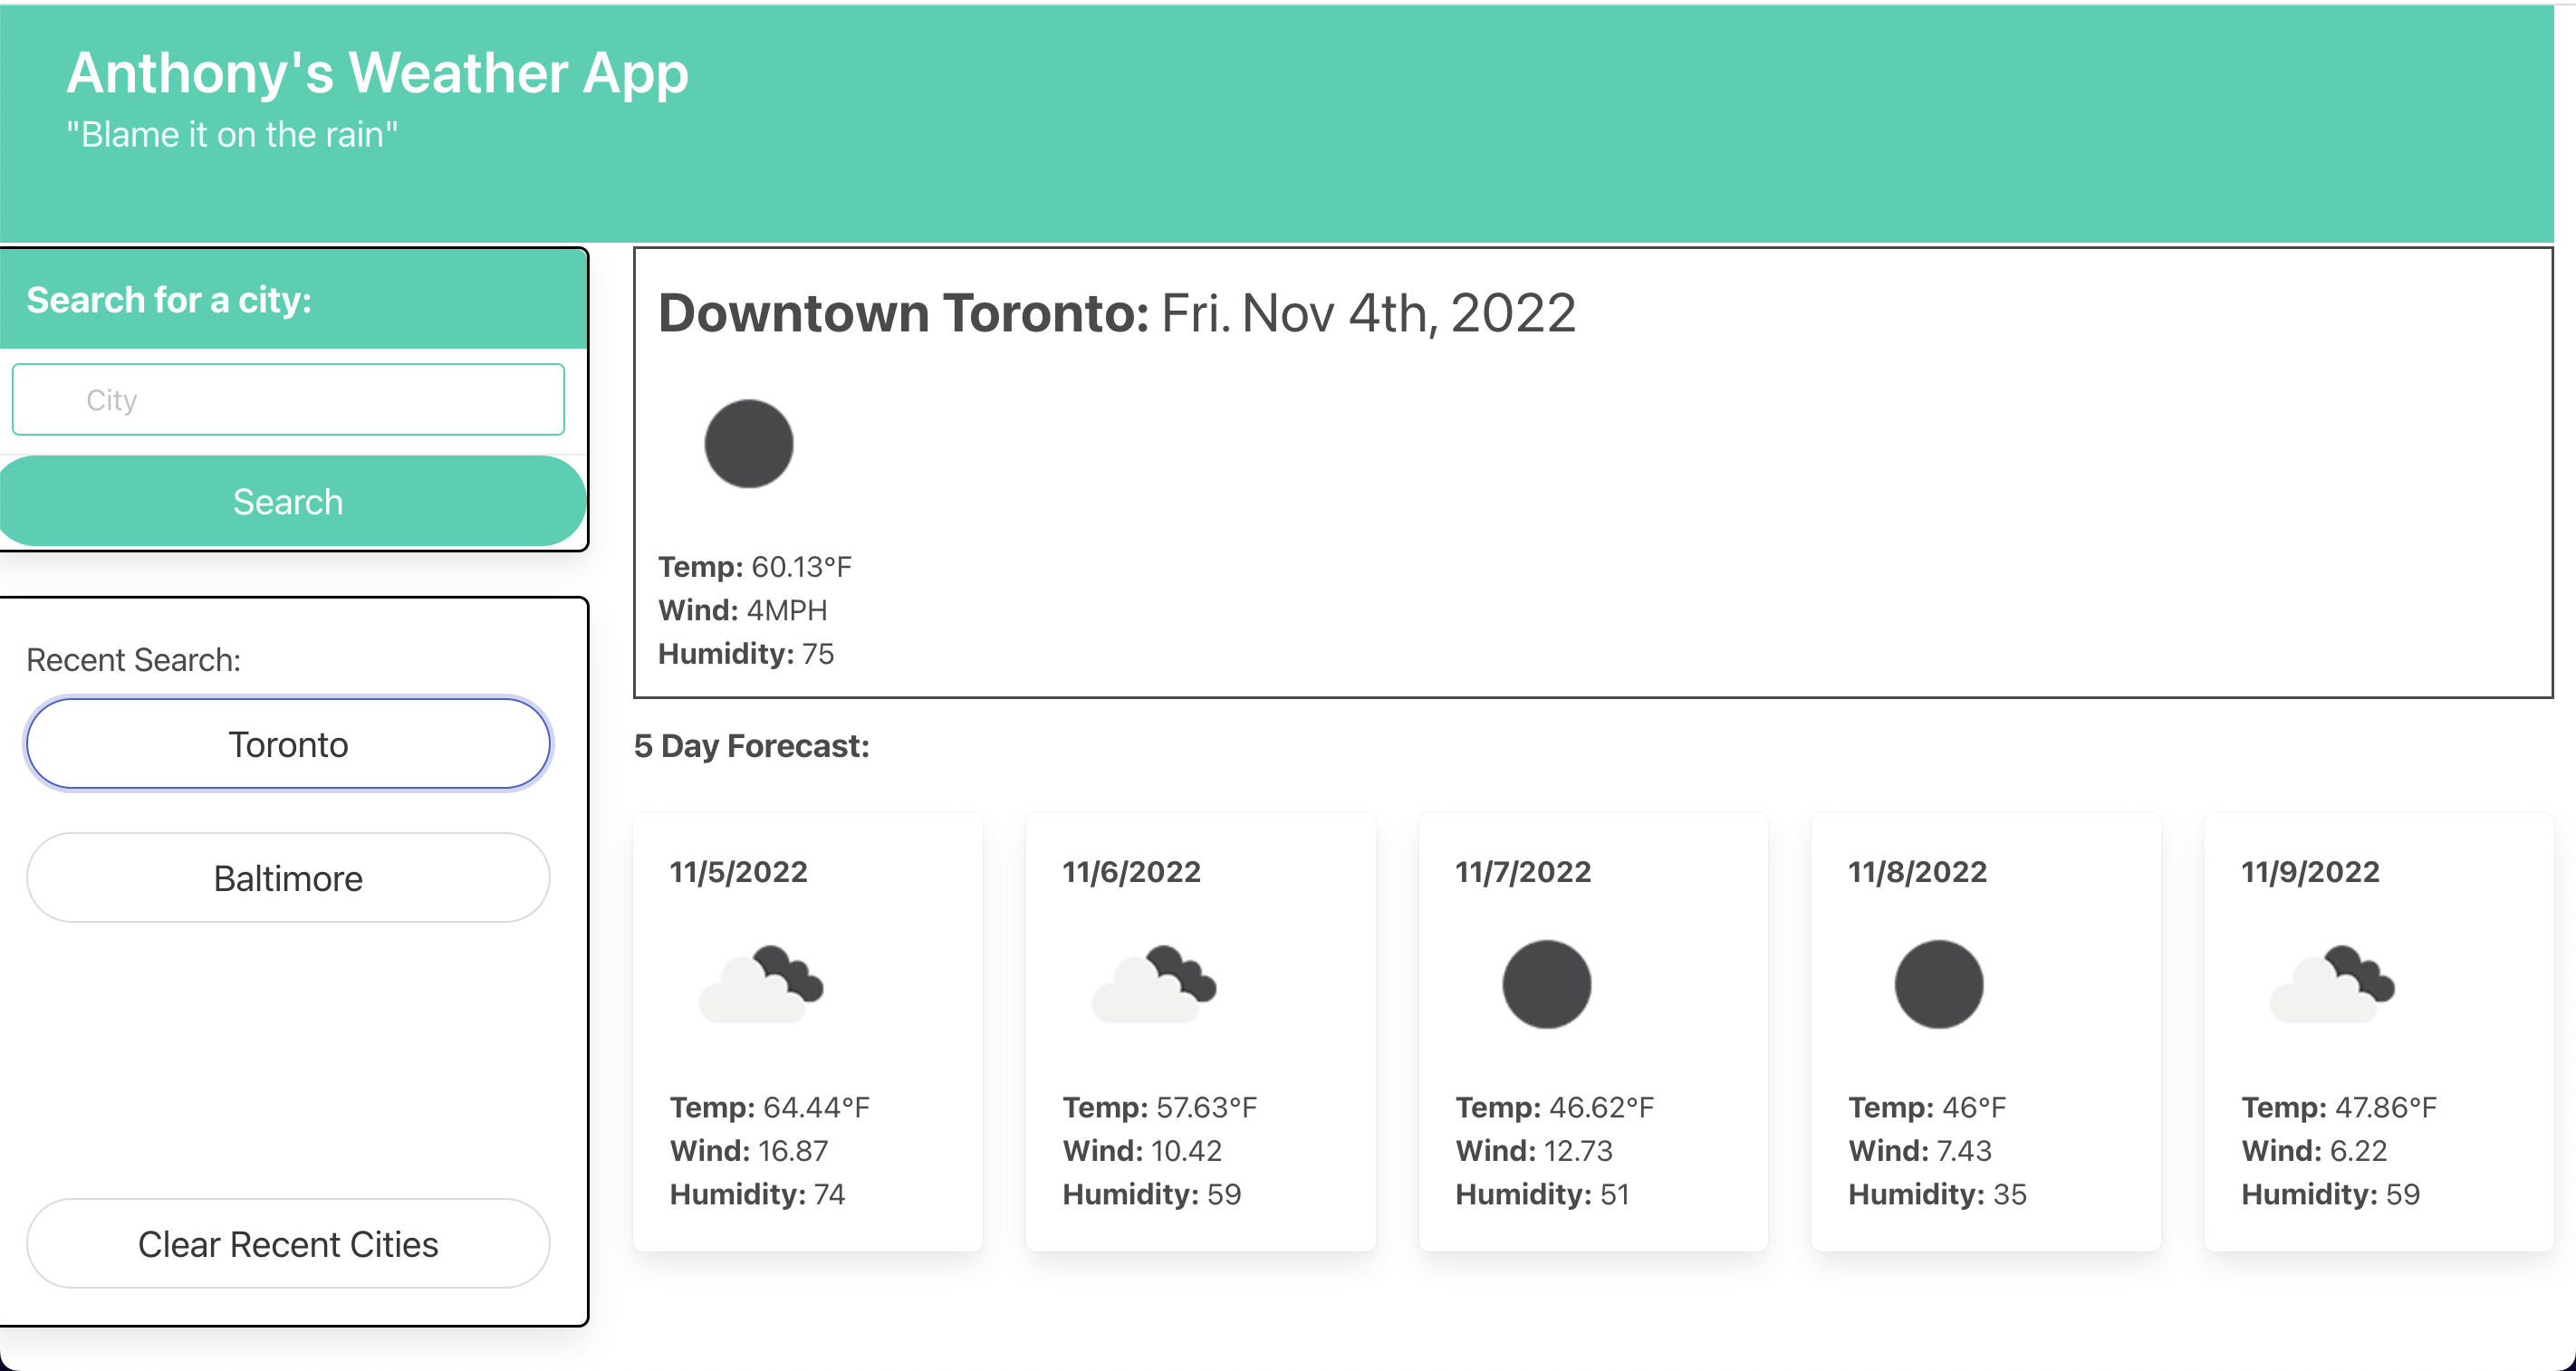 Anthony's Weather App
"Blame it on the rain"
Search for a city:
City
Search
Recent Search:
Toronto
Baltimore
Clear Recent Cities
Downtown Toronto: Fri. Nov 4th, 2022
Temp: 60.13°F
Wind: 4MPH
Humidity: 75
5 Day Forecast:
11/5/2022
Temp: 64.44°F
Wind: 16.87
Humidity: 74
11/6/2022
Temp: 57.63°F
Wind: 10.42
Humidity: 59
11/7/2022
Temp: 46.62°F
Wind: 12.73
Humidity: 51
11/8/2022
Temp: 46°F
Wind: 7.43
Humidity: 35
11/9/2022
Temp: 47.86°F
Wind: 6.22
Humidity: 59